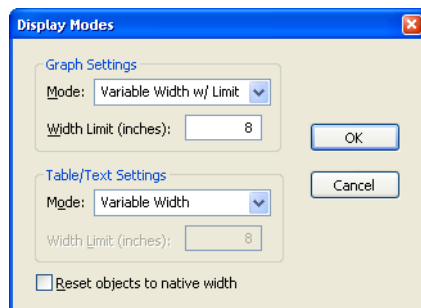 Display Modes
Graph Settings
Mode: Variable Width w/ Limit
Width Limit (inches): 8
OK
Table/Text Settings
Cancel
Mode: Variable Width
Width Limit (inches): 8
Reset objects to native width